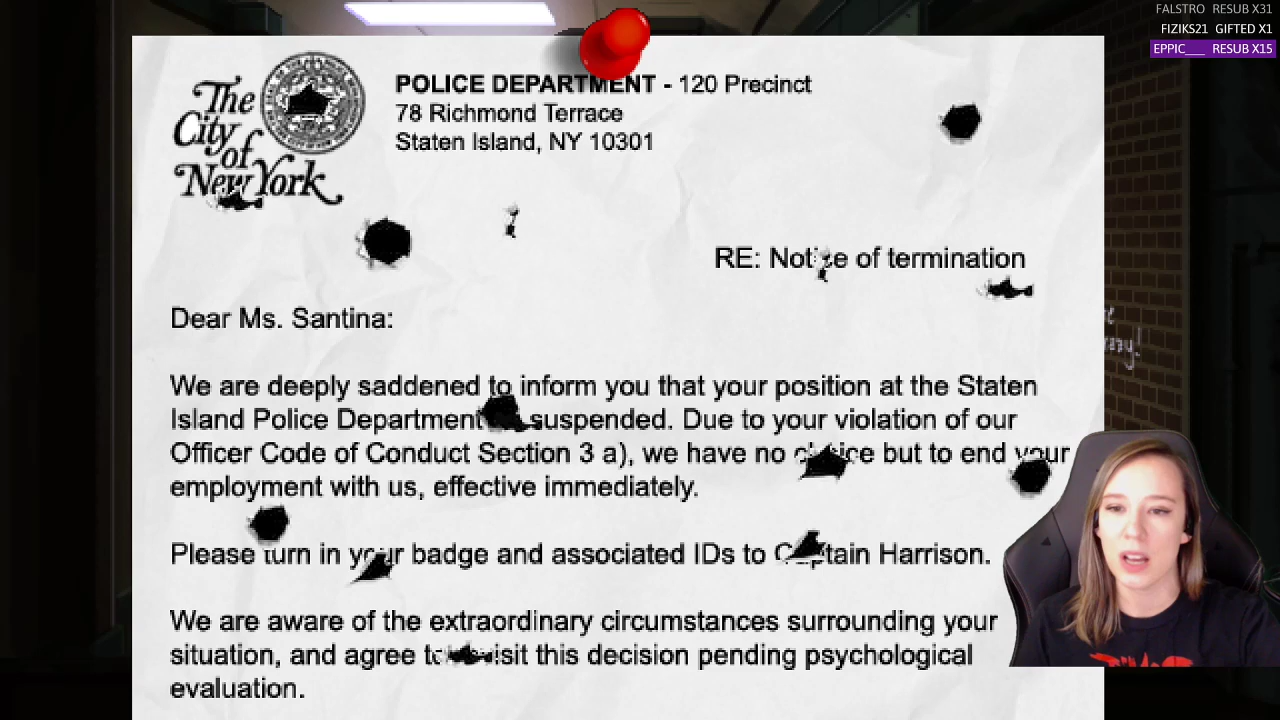 FALSTRO RESUB X31
FIZIKS21 GIFTED X1
EPPIC___ RESUB X15
The
City
of
New York
POLICE DEPARTMENT - 120 Precinct
78 Richmond Terrace
Staten Island, NY 10301
RE: Notice of termination
Dear Ms. Santina:
We are deeply saddened to inform you that your position at the Staten
Island Police Department suspended. Due to your violation of our
Officer Code of Conduct Section 3 a), we have no choice but to end your
employment with us, effective immediately.
Please turn in your badge and associated IDs to Captain Harrison.
We are aware of the extraordinary circumstances surrounding your
situation, and agree this decision pending psychological
evaluation.